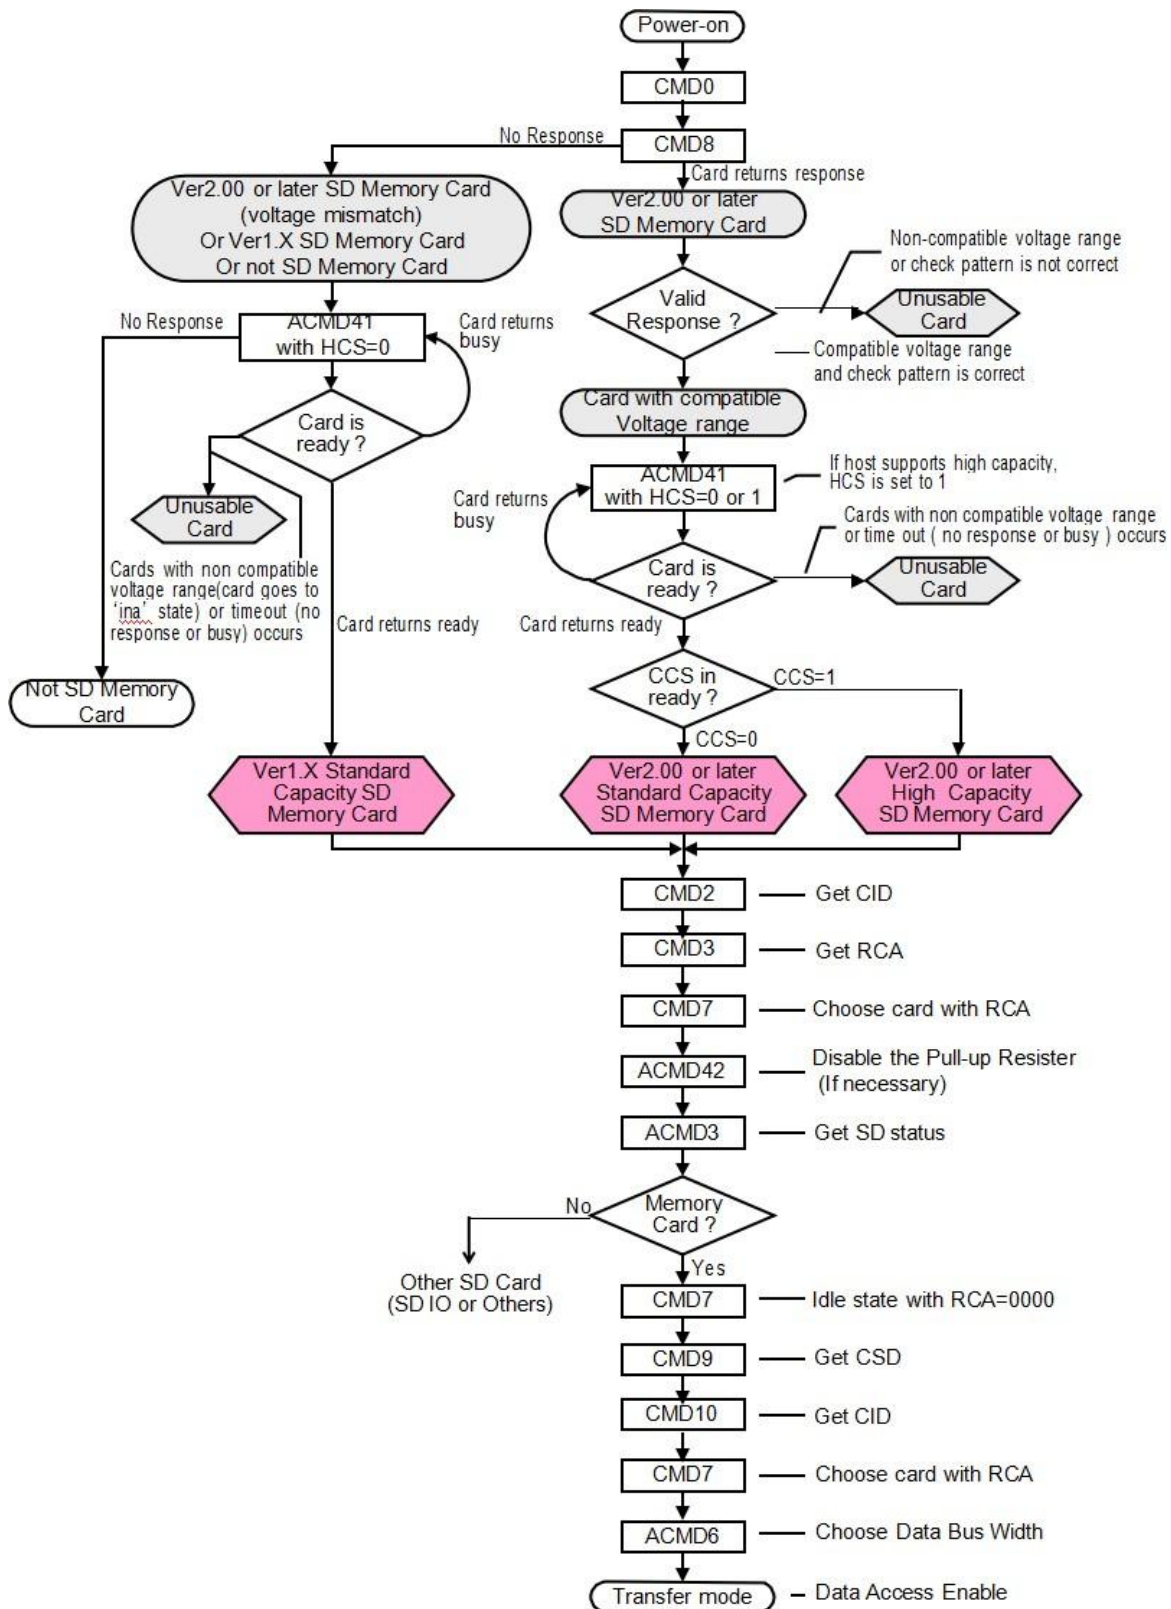 Power-on
CMD0
No Response
CMD8
Card returns response
Ver2.00 or later SD Memory Card
(voltage mismatch)
Or Ver1.X SD Memory Card
Or not SD Memory Card
Ver2.00 or later
SD Memory Card
Non-compatible voltage range
or check pattern is not correct
Valid
Response ?
Unusable
Card
Compatible voltage range
and check pattern is correct
No Response
ACMD41
with HCS=0
Card returns
busy
Card is
ready ?
Card with compatible
Voltage range
Unusable
Card
ACMD41
with HCS=0 or 1
If host supports high capacity,
HCS is set to 1
Card returns
busy
Cards with non compatible voltage range
or time out ( no response or busy ) occurs
Card is
ready ?
Unusable
Card
Cards with non compatible
voltage range(card goes to
‘ina’ state) or timeout (no
response or busy) occurs
Card returns ready
Card returns ready
Not SD Memory
Card
CCS in
ready ?
CCS=1
CCS=0
Ver1.X Standard
Capacity SD
Memory Card
Ver2.00 or later
Standard Capacity
SD Memory Card
Ver2.00 or later
High Capacity
SD Memory Card
CMD2
Get CID
CMD3
Get RCA
CMD7
Choose card with RCA
ACMD42
Disable the Pull-up Resister
(If necessary)
ACMD3
Get SD status
No
Memory
Card ?
Yes
Other SD Card
(SD IO or Others)
CMD7
Idle state with RCA=0000
CMD9
Get CSD
CMD10
Get CID
CMD7
Choose card with RCA
ACMD6
Choose Data Bus Width
Transfer mode
Data Access Enable